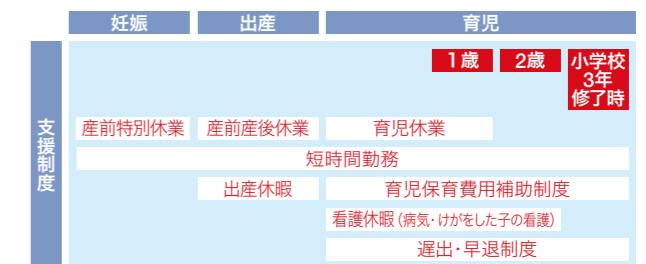 妊娠 出産 育児
1歳 2歳 小学校
3年
修了時
支援制度
産前特別休業 産前産後休業 育児休業
短時間勤務
出産休暇 育児保育費用補助制度
看護休暇(病気・けがをした子の看護)
遅出・早退制度